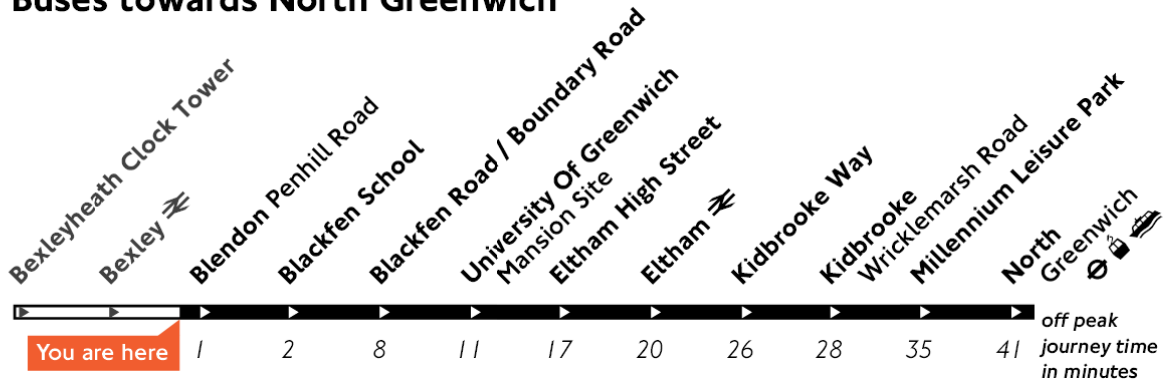 Buses towards North Greenwich
Bexleyheath Clock Tower
Bexley
Blendon Penhill Road
Blackfen School
Blackfen Road / Boundary Road
University Of Greenwich
Mansion Site
Eltham High Street
Eltham
Kidbrooke Way
Kidbrooke
Wricklemarsh Road
Millennium Leisure Park
North
Greenwich
You are here
1 2 8 11 17 20 26 28 35 41
off peak
journey time
in minutes